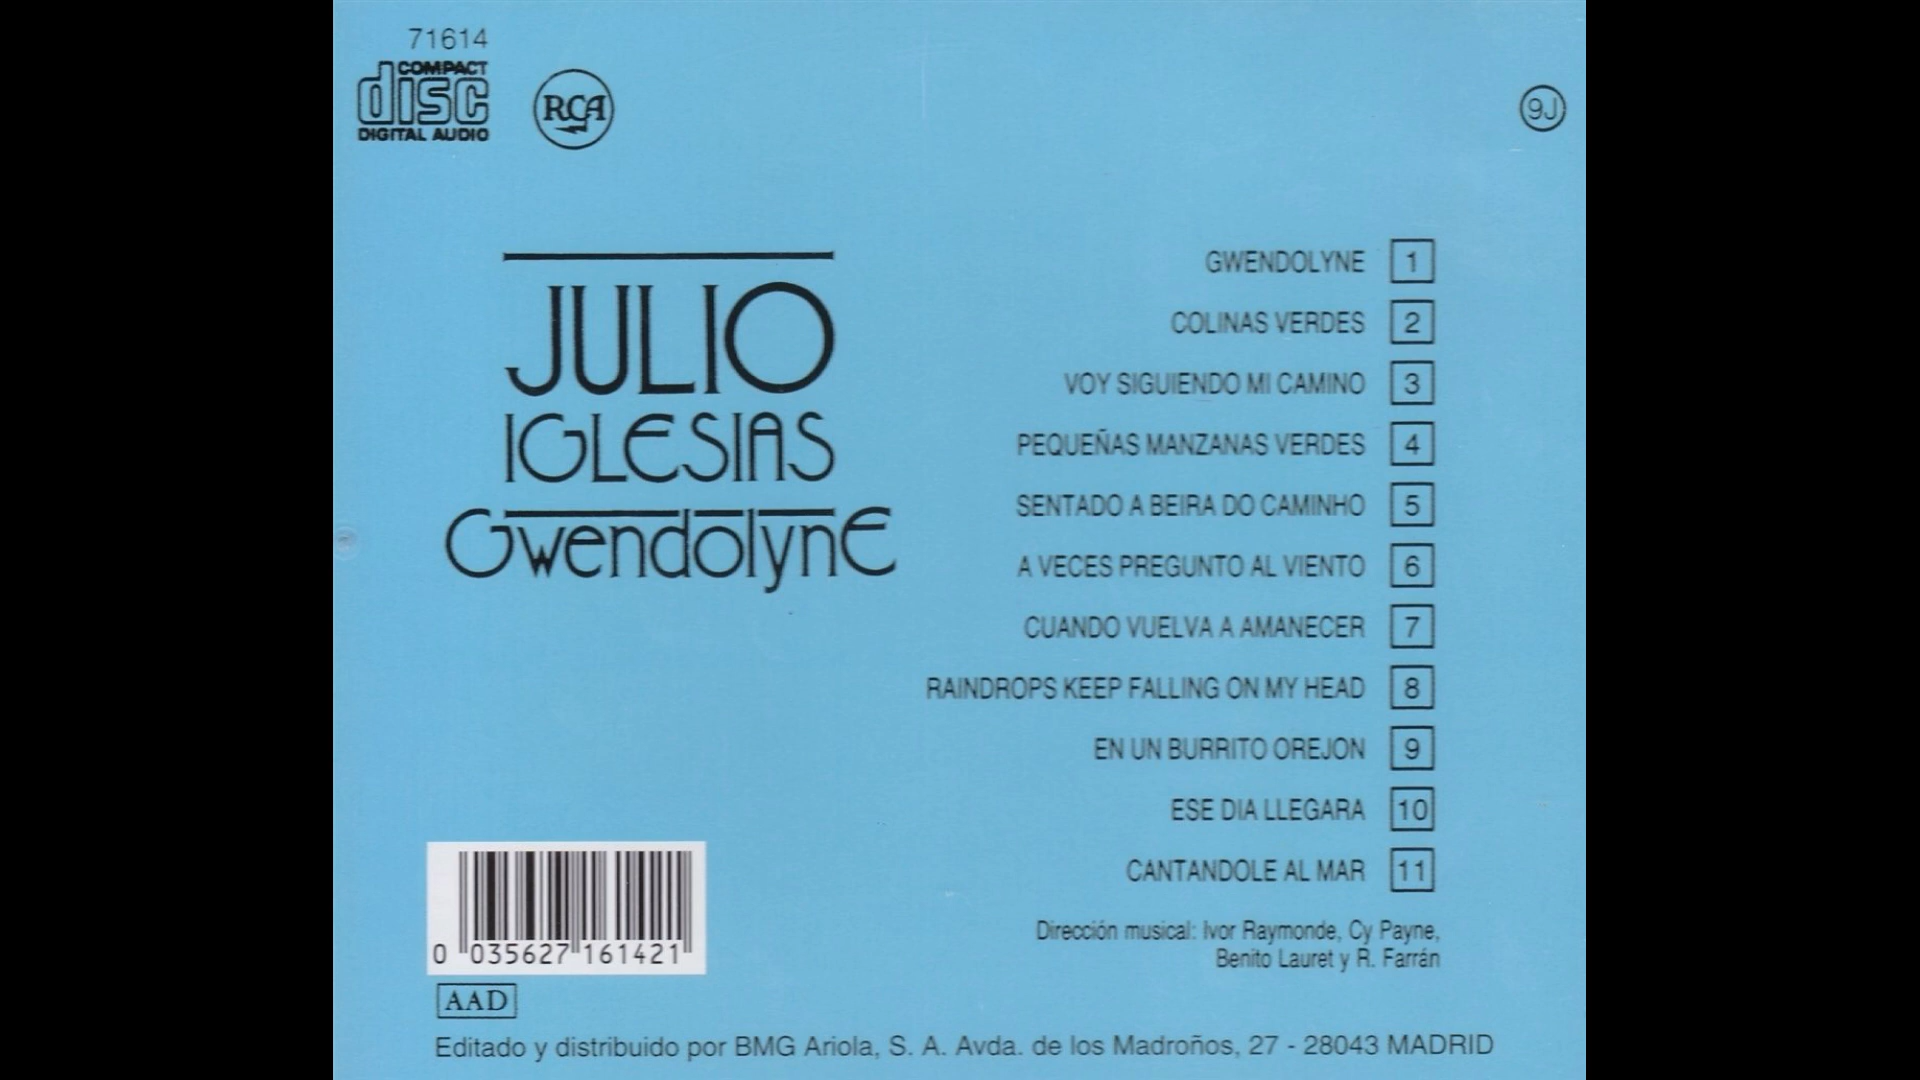 71614
COMPACT
disc
DIGITAL AUDIO
RCA
9J
JULIO
IGLESIAS
Gwendolyne
GWENDOLYNE 1
COLINAS VERDES 2
VOY SIGUIENDO MI CAMINO 3
PEQUEÑAS MANZANAS VERDES 4
SENTADO A BEIRA DO CAMINHO 5
A VECES PREGUNTO AL VIENTO 6
CUANDO VUELVA A AMANECER 7
RAINDROPS KEEP FALLING ON MY HEAD 8
EN UN BURRITO OREJON 9
ESE DIA LLEGARA 10
CANTANDOLE AL MAR 11
Dirección musical: Ivor Raymonde, Cy Payne,
Benito Lauret y R. Farrán
0 035627 161421
AAD
Editado y distribuido por BMG Ariola, S. A. Avda. de los Madroños, 27 - 28043 MADRID